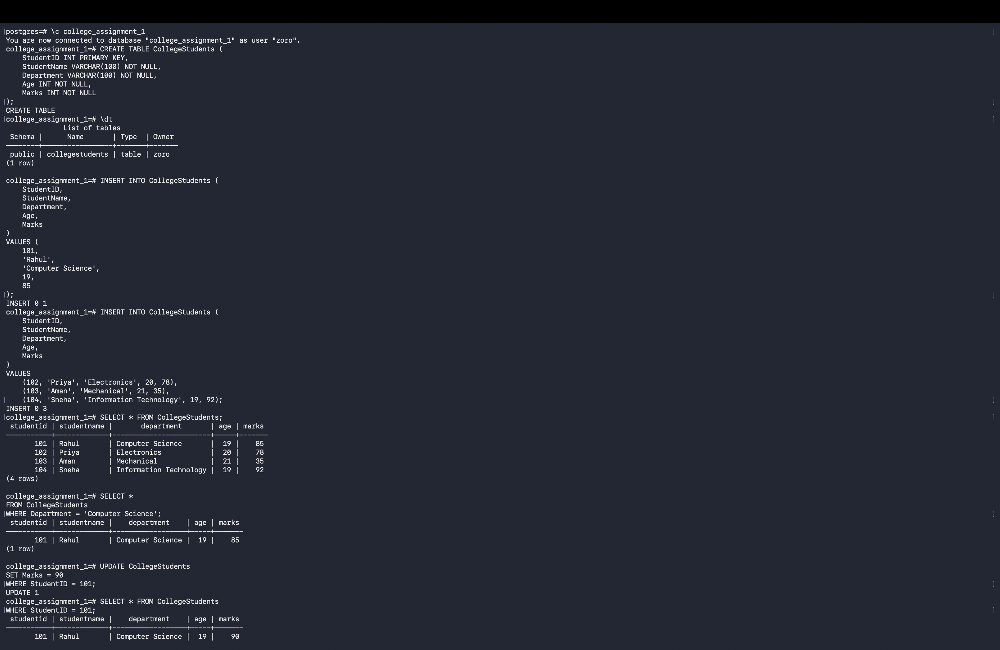 [postgres=# \c college_assignment_1 ]
You are now connected to database "college_assignment_1" as user "zoro".
college_assignment_1=# CREATE TABLE CollegeStudents (
    StudentID INT PRIMARY KEY,
    StudentName VARCHAR(100) NOT NULL,
    Department VARCHAR(100) NOT NULL,
    Age INT NOT NULL,
    Marks INT NOT NULL
[); ]
CREATE TABLE
[college_assignment_1=# \dt ]
              List of tables
 Schema |      Name       | Type  | Owner
--------+-----------------+-------+-------
 public | collegestudents | table | zoro
(1 row)
college_assignment_1=# INSERT INTO CollegeStudents (
    StudentID,
    StudentName,
    Department,
    Age,
    Marks
)
VALUES (
    101,
    'Rahul',
    'Computer Science',
    19,
    85
[); ]
INSERT 0 1
college_assignment_1=# INSERT INTO CollegeStudents (
    StudentID,
    StudentName,
    Department,
    Age,
    Marks
)
VALUES
    (102, 'Priya', 'Electronics', 20, 78),
    (103, 'Aman', 'Mechanical', 21, 35),
[    (104, 'Sneha', 'Information Technology', 19, 92); ]
INSERT 0 3
[college_assignment_1=# SELECT * FROM CollegeStudents; ]
 studentid | studentname |       department       | age | marks
-----------+-------------+------------------------+-----+-------
       101 | Rahul       | Computer Science       |  19 |    85
       102 | Priya       | Electronics            |  20 |    78
       103 | Aman        | Mechanical             |  21 |    35
       104 | Sneha       | Information Technology |  19 |    92
(4 rows)
college_assignment_1=# SELECT *
FROM CollegeStudents
[WHERE Department = 'Computer Science'; ]
 studentid | studentname |    department    | age | marks
-----------+-------------+------------------+-----+-------
       101 | Rahul       | Computer Science |  19 |    85
(1 row)
college_assignment_1=# UPDATE CollegeStudents
SET Marks = 90
[WHERE StudentID = 101; ]
UPDATE 1
college_assignment_1=# SELECT * FROM CollegeStudents
[WHERE StudentID = 101; ]
 studentid | studentname |    department    | age | marks
-----------+-------------+------------------+-----+-------
       101 | Rahul       | Computer Science |  19 |    90